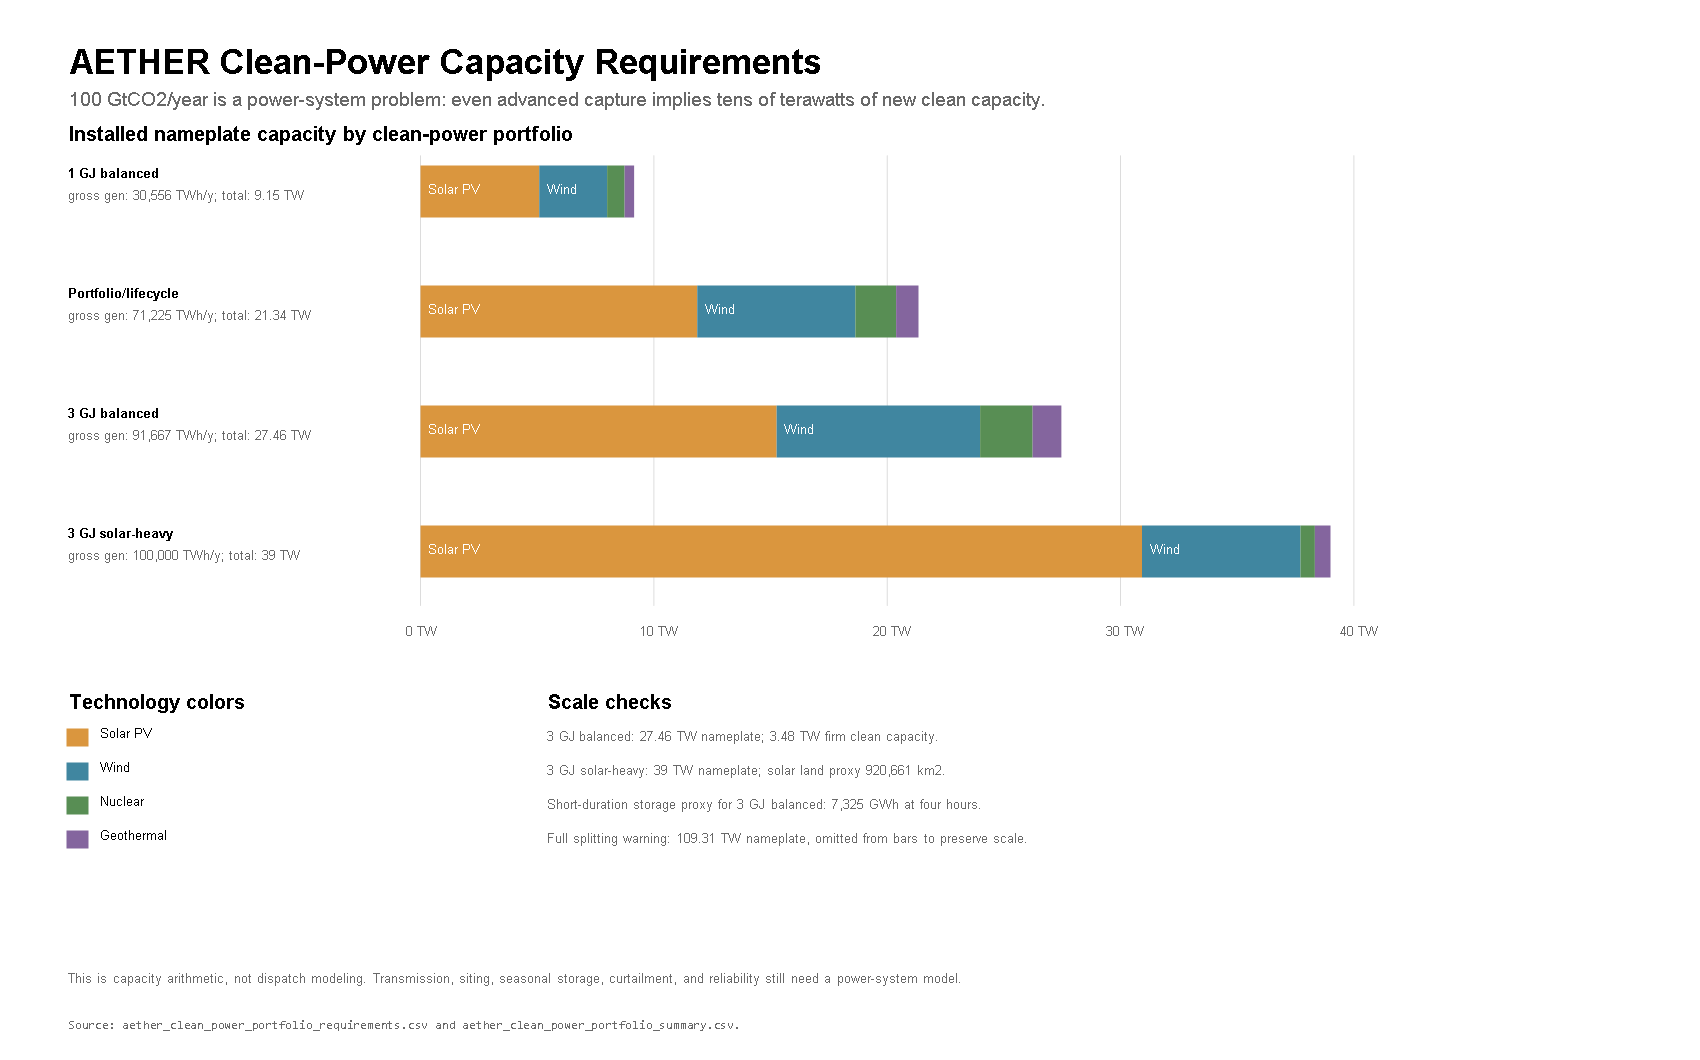 AETHER Clean-Power Capacity Requirements
100 GtCO2/year is a power-system problem: even advanced capture implies tens of terawatts of new clean capacity.
Installed nameplate capacity by clean-power portfolio
1 GJ balanced
gross gen: 30,556 TWh/y; total: 9.15 TW
Solar PV
Wind
Portfolio/lifecycle
gross gen: 71,225 TWh/y; total: 21.34 TW
Solar PV
Wind
3 GJ balanced
gross gen: 91,667 TWh/y; total: 27.46 TW
Solar PV
Wind
3 GJ solar-heavy
gross gen: 100,000 TWh/y; total: 39 TW
Solar PV
Wind
0 TW
10 TW
20 TW
30 TW
40 TW
Technology colors
Solar PV
Wind
Nuclear
Geothermal
Scale checks
3 GJ balanced: 27.46 TW nameplate; 3.48 TW firm clean capacity.
3 GJ solar-heavy: 39 TW nameplate; solar land proxy 920,661 km2.
Short-duration storage proxy for 3 GJ balanced: 7,325 GWh at four hours.
Full splitting warning: 109.31 TW nameplate, omitted from bars to preserve scale.
This is capacity arithmetic, not dispatch modeling. Transmission, siting, seasonal storage, curtailment, and reliability still need a power-system model.
Source: aether_clean_power_portfolio_requirements.csv and aether_clean_power_portfolio_summary.csv.